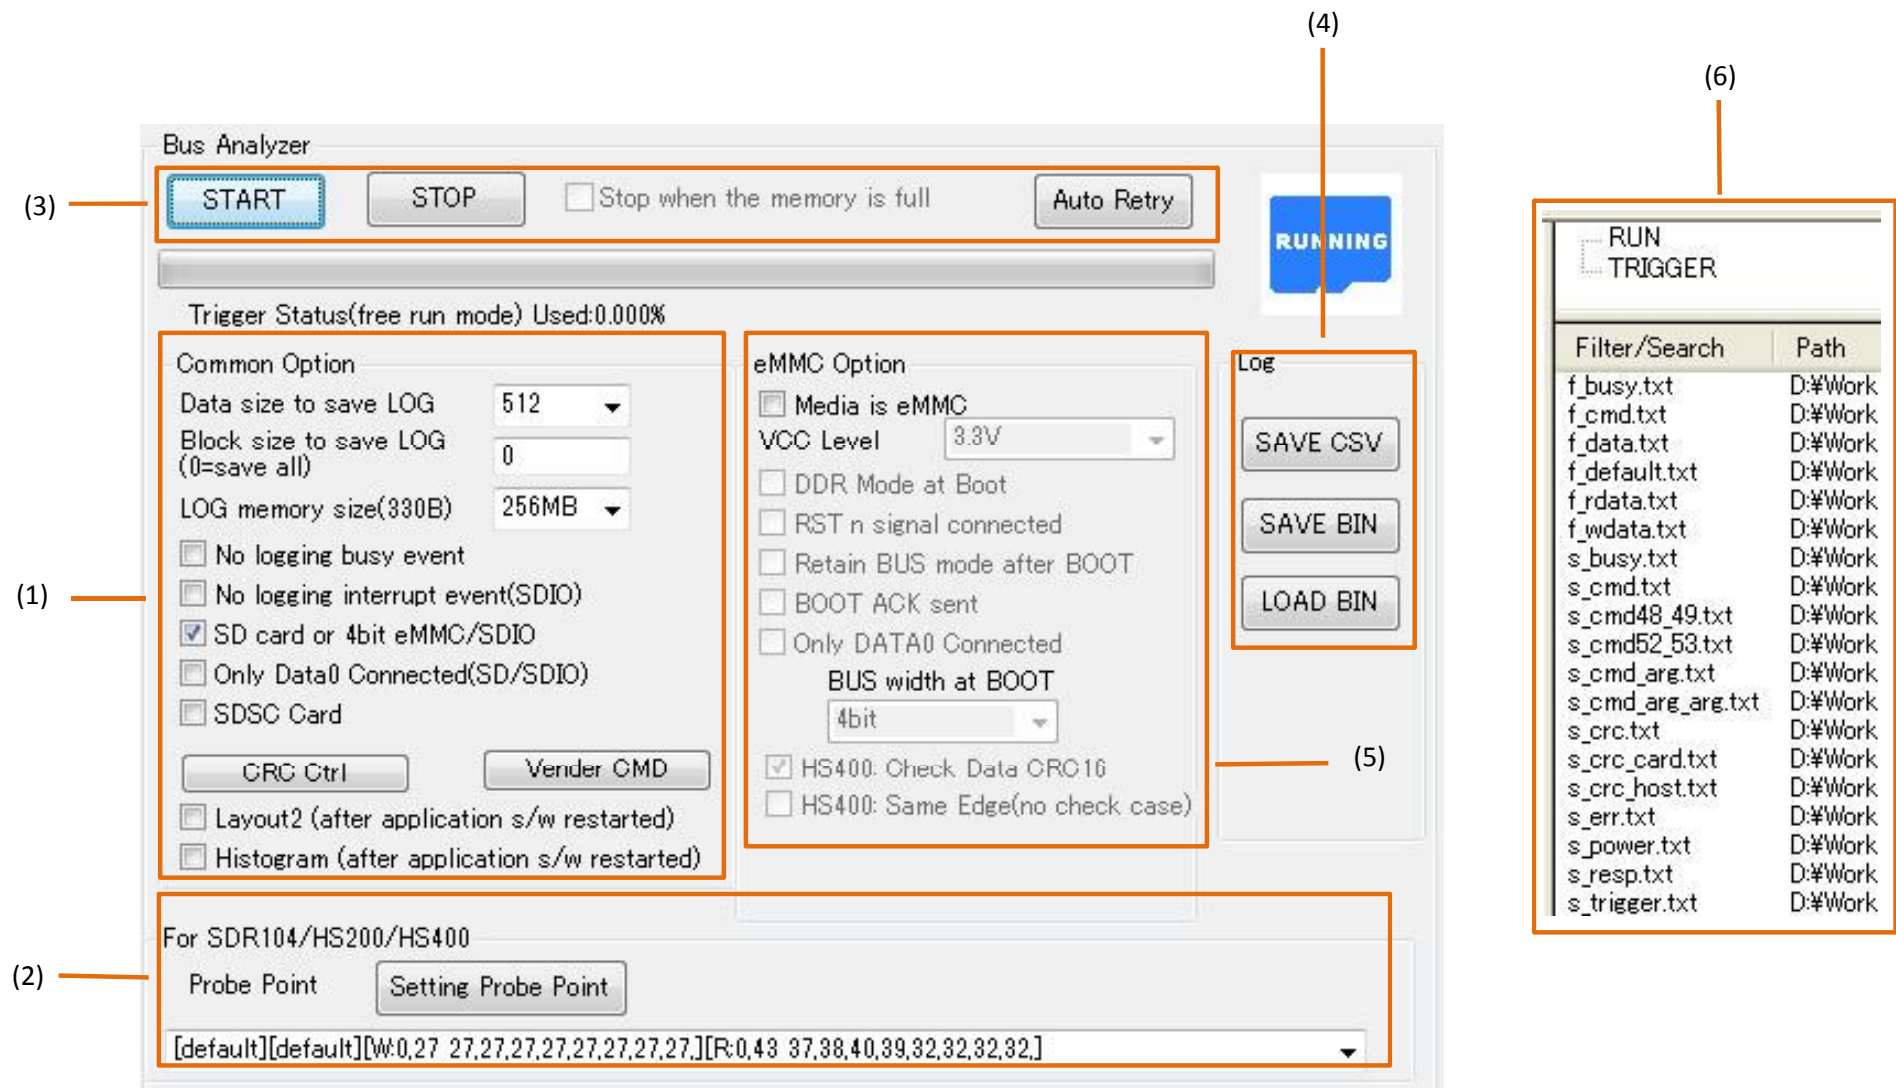 (4)
(6)
Bus Analyzer
(3)
START
STOP
Stop when the memory is full
Auto Retry
RUNNING
Trigger Status(free run mode) Used:0.000%
(1)
Common Option
Data size to save LOG
512
Block size to save LOG
(0=save all)
0
LOG memory size(330B)
256MB
No logging busy event
No logging interrupt event(SDIO)
SD card or 4bit eMMC/SDIO
Only Data0 Connected(SD/SDIO)
SDSC Card
CRC Ctrl
Vender CMD
Layout2 (after application s/w restarted)
Histogram (after application s/w restarted)
eMMC Option
Media is eMMC
VCC Level
3.3V
DDR Mode at Boot
RST n signal connected
Retain BUS mode after BOOT
BOOT ACK sent
Only DATA0 Connected
BUS width at BOOT
4bit
HS400: Check Data CRC16
HS400: Same Edge(no check case)
(5)
Log
SAVE CSV
SAVE BIN
LOAD BIN
(2)
For SDR104/HS200/HS400
Probe Point
Setting Probe Point
[default][default][W:0,27 27,27,27,27,27,27,27,27,][R:0,43 37,38,40,39,32,32,32,32,]
RUN
TRIGGER
Filter/Search Path
f_busy.txt D:¥Work
f_cmd.txt D:¥Work
f_data.txt D:¥Work
f_default.txt D:¥Work
f_rdata.txt D:¥Work
f_wdata.txt D:¥Work
s_busy.txt D:¥Work
s_cmd.txt D:¥Work
s_cmd48_49.txt D:¥Work
s_cmd52_53.txt D:¥Work
s_cmd_arg.txt D:¥Work
s_cmd_arg_arg.txt D:¥Work
s_crc.txt D:¥Work
s_crc_card.txt D:¥Work
s_crc_host.txt D:¥Work
s_err.txt D:¥Work
s_power.txt D:¥Work
s_resp.txt D:¥Work
s_trigger.txt D:¥Work